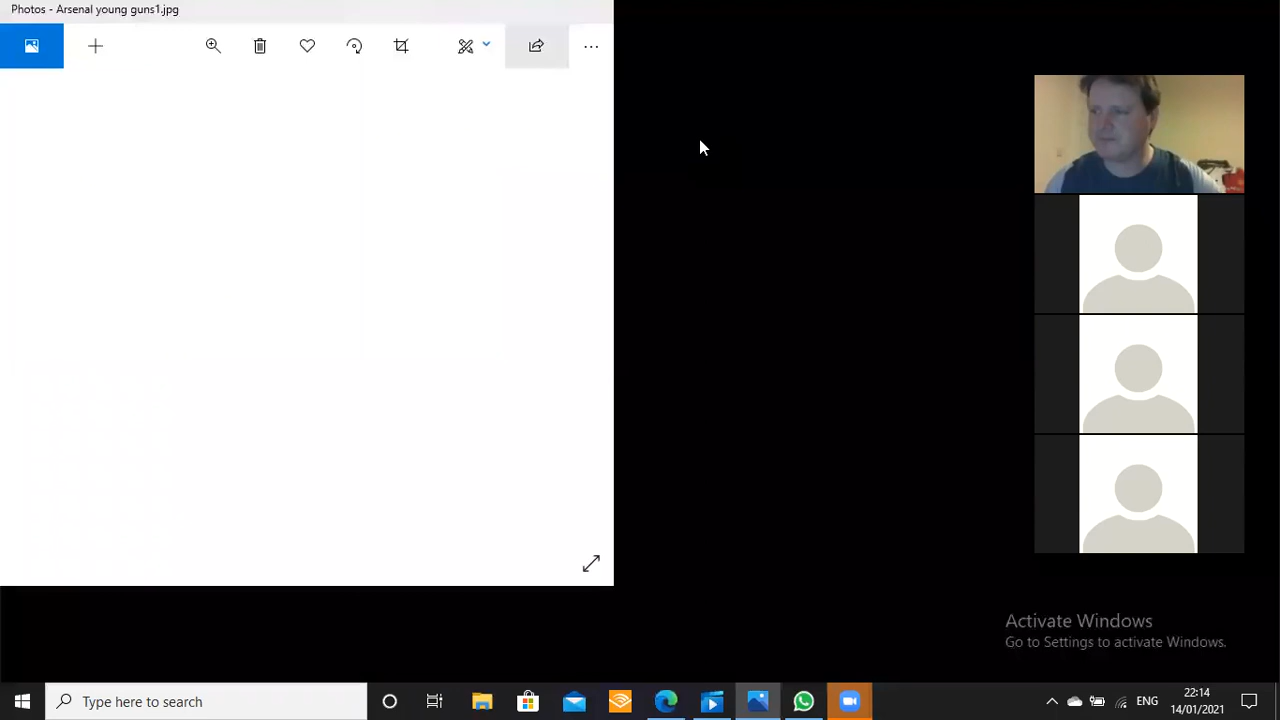 Photos - Arsenal young guns1.jpg
Activate Windows
Go to Settings to activate Windows.
Type here to search
ENG
22:14
14/01/2021